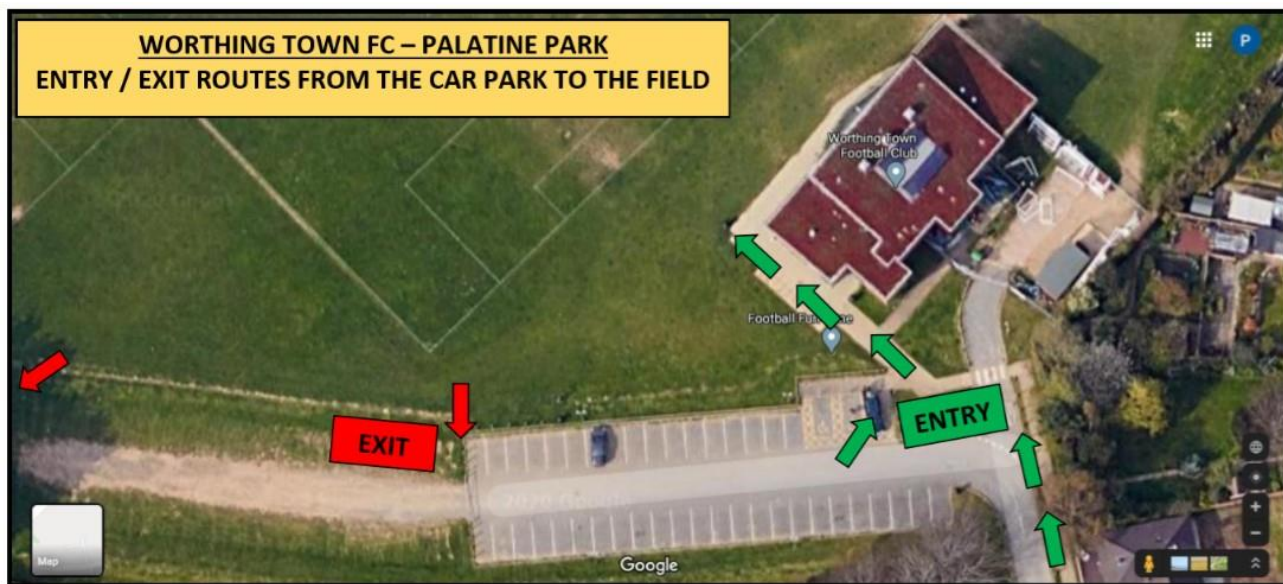 WORTHING TOWN FC – PALATINE PARK
ENTRY / EXIT ROUTES FROM THE CAR PARK TO THE FIELD
P
Worthing Town
Football Club
Football
ENTRY
EXIT
Map
Google